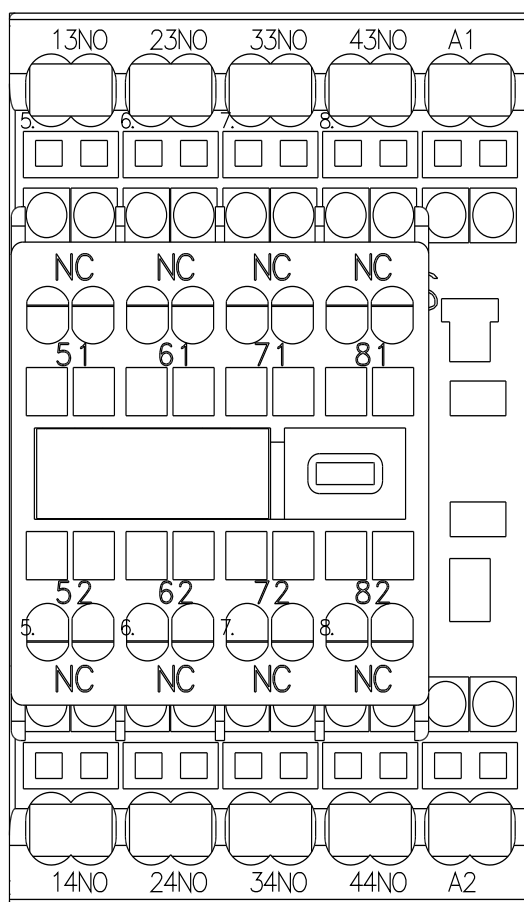 13NO 23NO 33NO 43NO A1
5. 6. 7. 8.
NC NC NC NC
51 61 71 81
52 62 72 82
5. 6. 7. 8.
NC NC NC NC
14NO 24NO 34NO 44NO A2